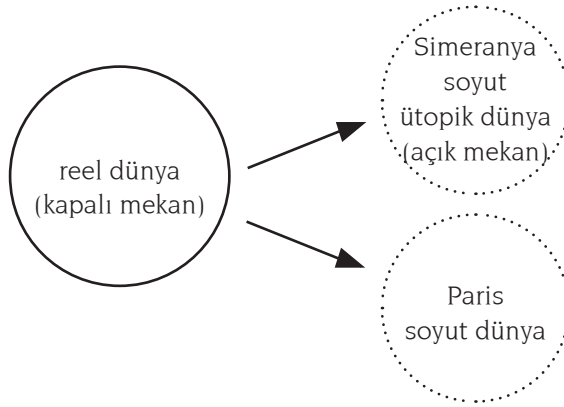 reel dünya
(kapalı mekan)
Simeranya
soyut
ütopik dünya
(açık mekan)
Paris
soyut dünya